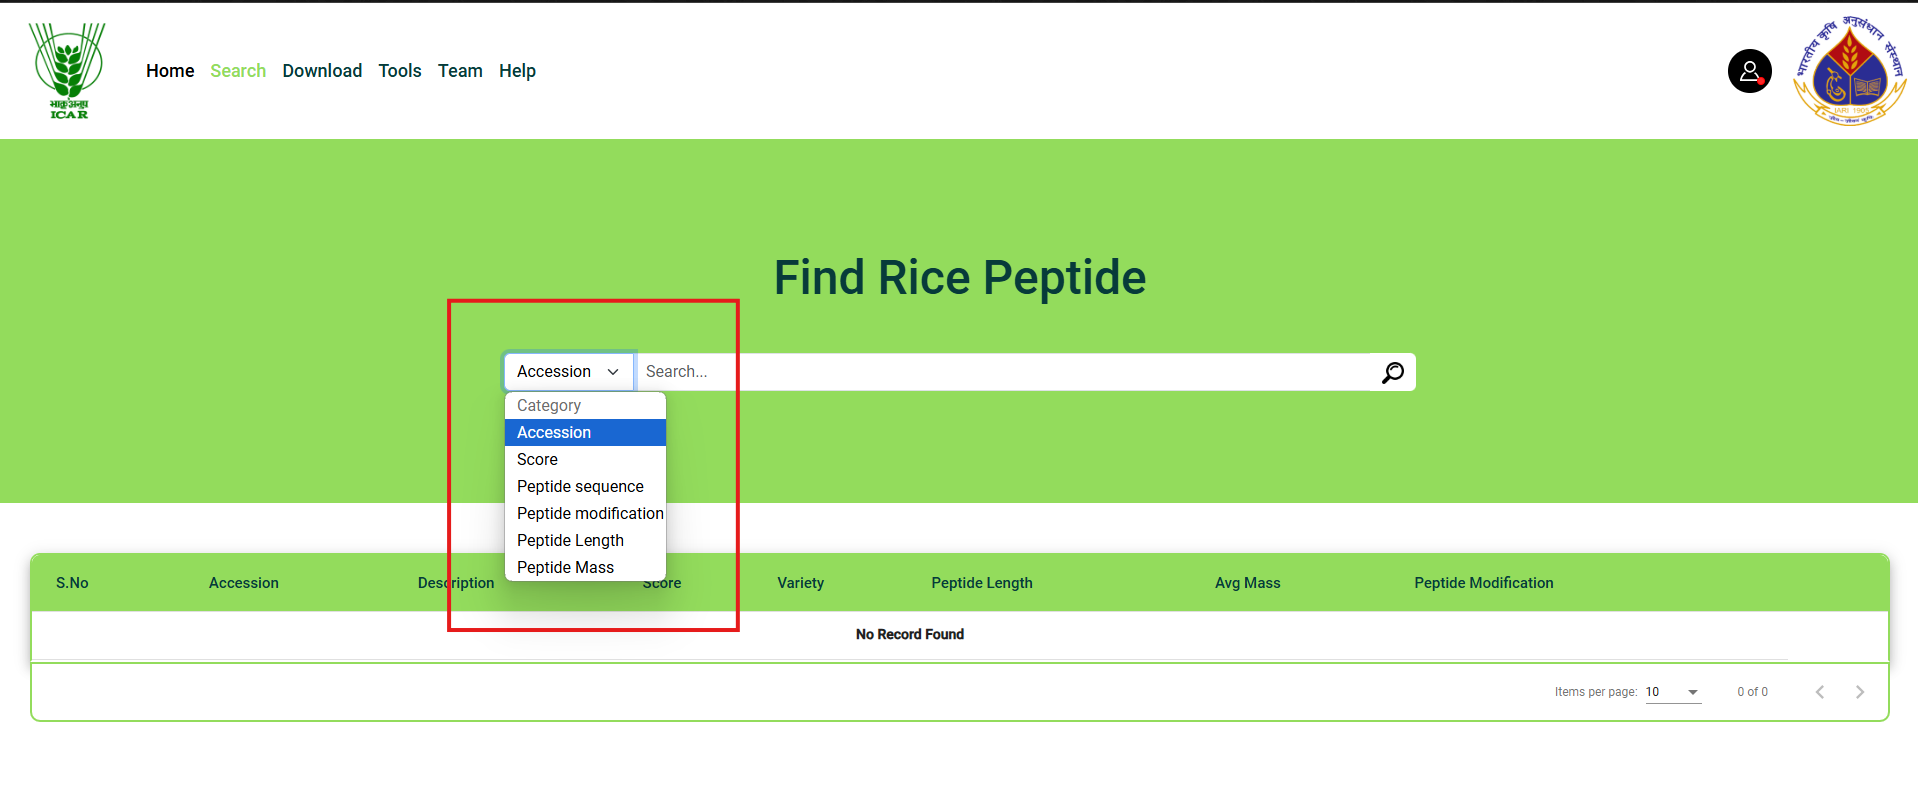 भाकृअनुप
ICAR
Home Search Download Tools Team Help
भारतीय कृषि अनुसंधान संस्थान
IARI 1905
Find Rice Peptide
Accession Search...
Category
Accession
Score
Peptide sequence
Peptide modification
Peptide Length
Peptide Mass
S.No Accession Description Score Variety Peptide Length Avg Mass Peptide Modification
No Record Found
Items per page: 10 0 of 0